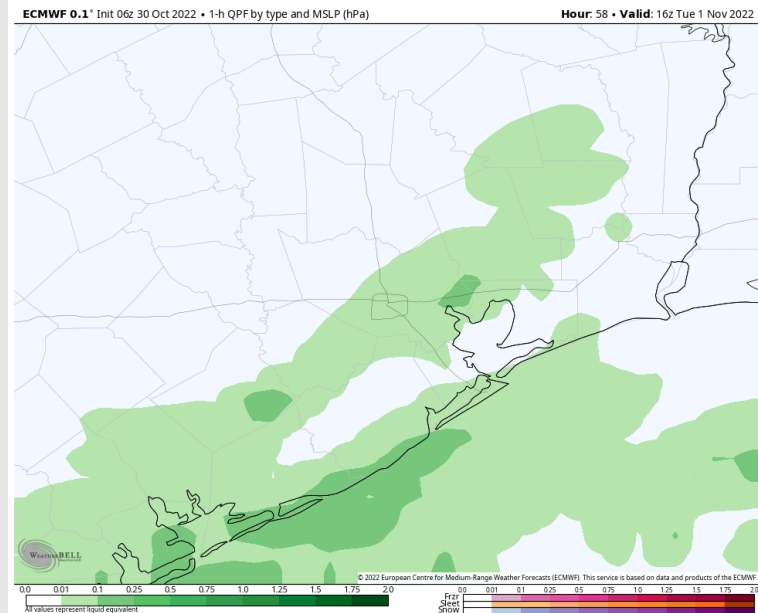 ECMWF 0.1° Init 06z 30 Oct 2022 • 1-h QPF by type and MSLP (hPa)
Hour: 58 • Valid: 16z Tue 1 Nov 2022
WEATHERBELL
© 2022 European Centre for Medium-Range Weather Forecasts (ECMWF). This service is based on data and products of the ECMWF.
0.0 0.01 0.1 0.25 0.5 0.75 1.0 1.25 1.5 1.75 2.0
All values represent liquid equivalent
0.0 0.01 0.1 0.25 0.5 0.75 1.0 1.25 1.5 1.75 2.0
Frzr
Sleet
Snow